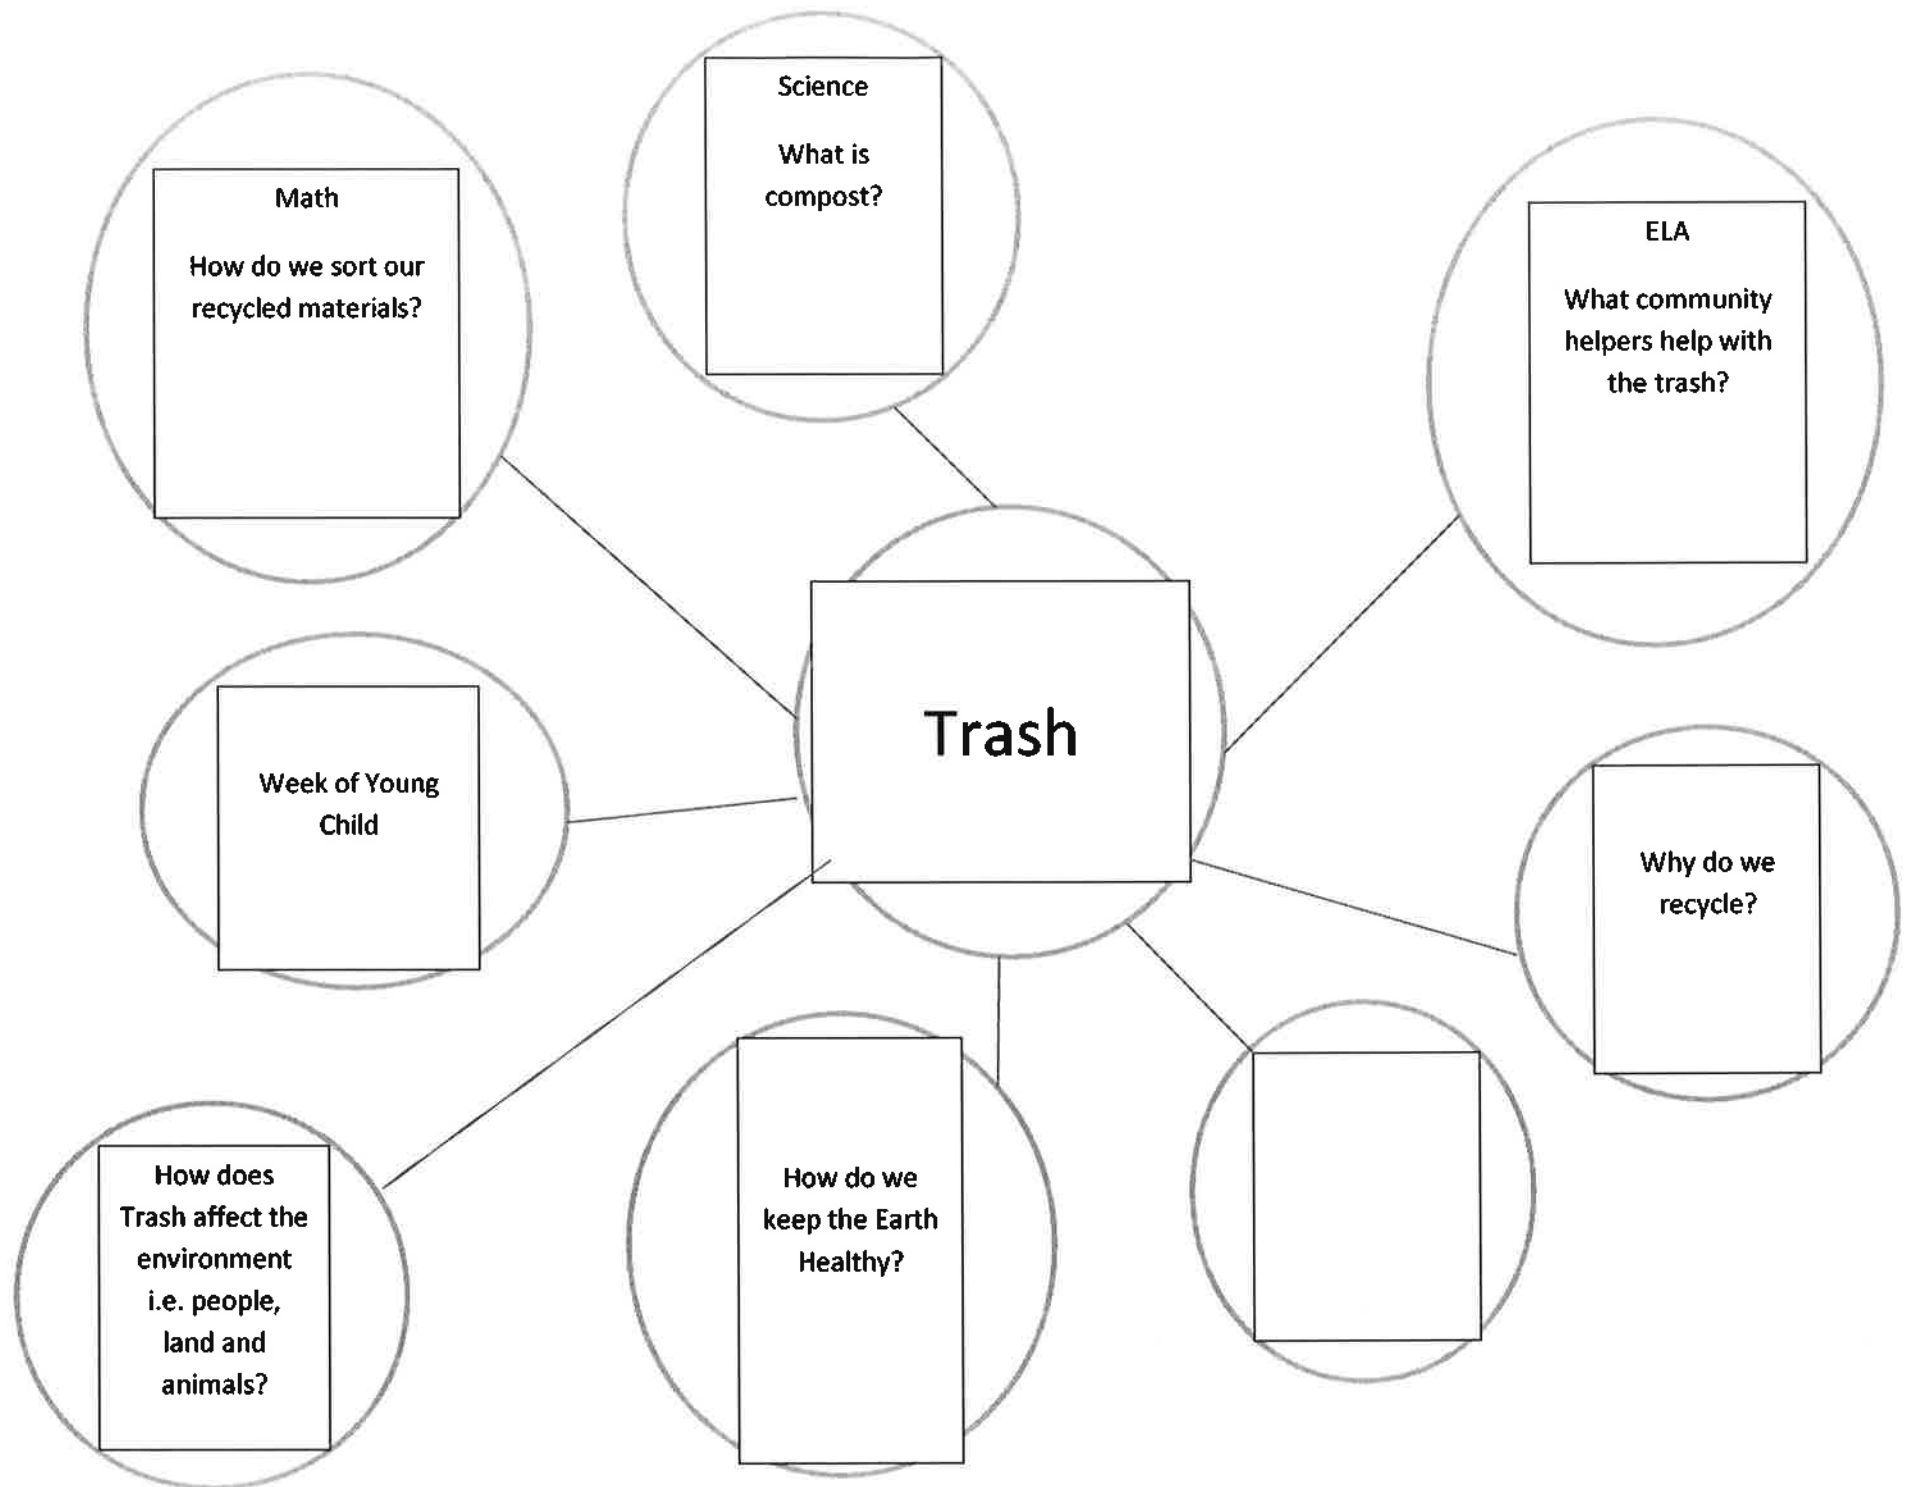 Science
What is
compost?
Math
How do we sort our
recycled materials?
ELA
What community
helpers help with
the trash?
Trash
Week of Young
Child
Why do we
recycle?
How does
Trash affect the
environment
i.e. people,
land and
animals?
How do we
keep the Earth
Healthy?